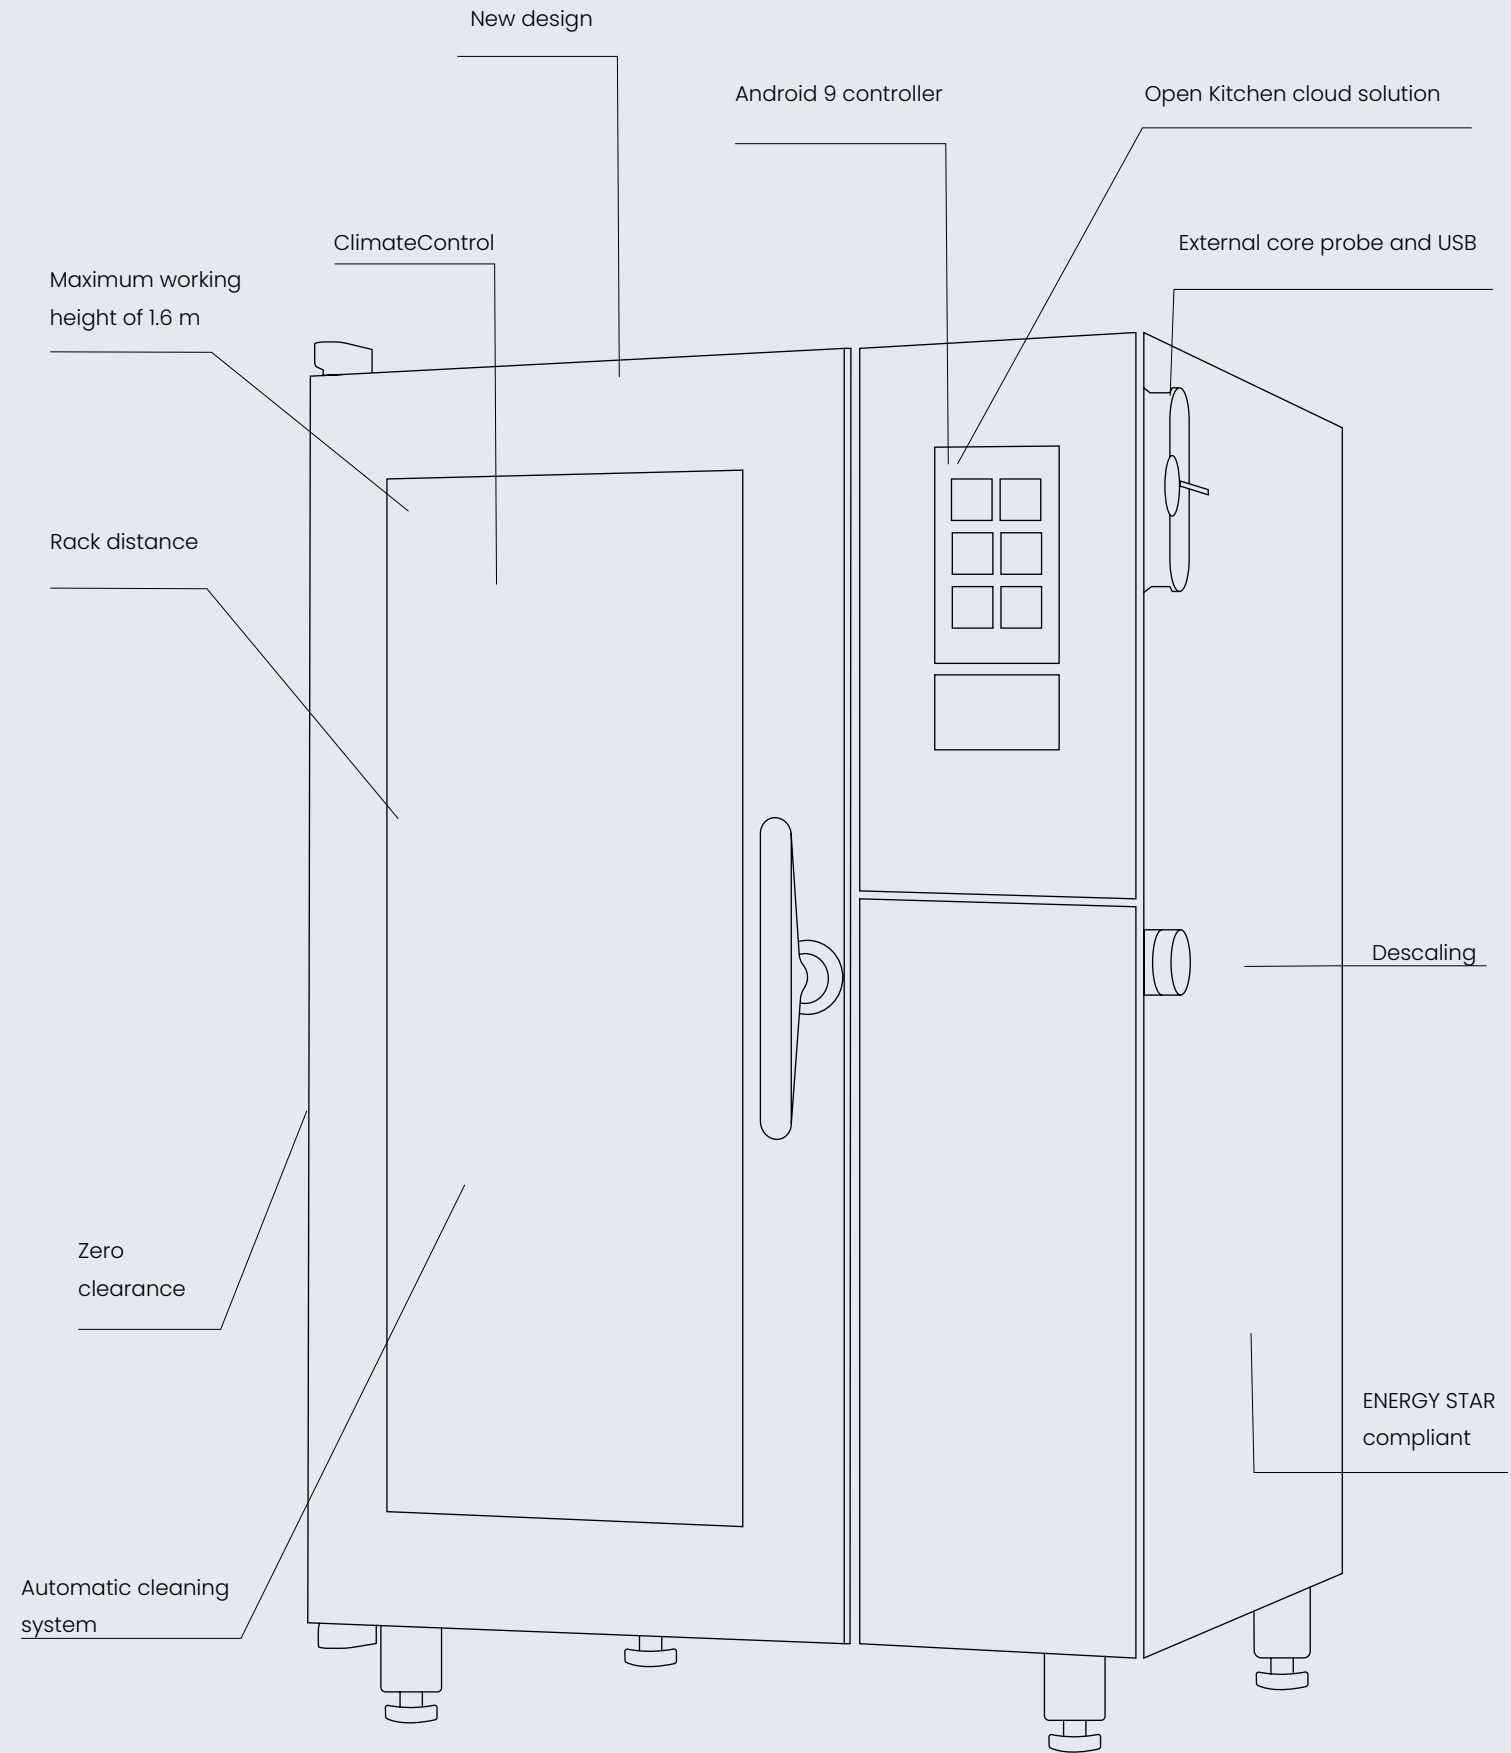 New design
Android 9 controller
Open Kitchen cloud solution
ClimateControl
External core probe and USB
Maximum working
height of 1.6 m
Rack distance
Descaling
Zero
clearance
ENERGY STAR
compliant
Automatic cleaning
system